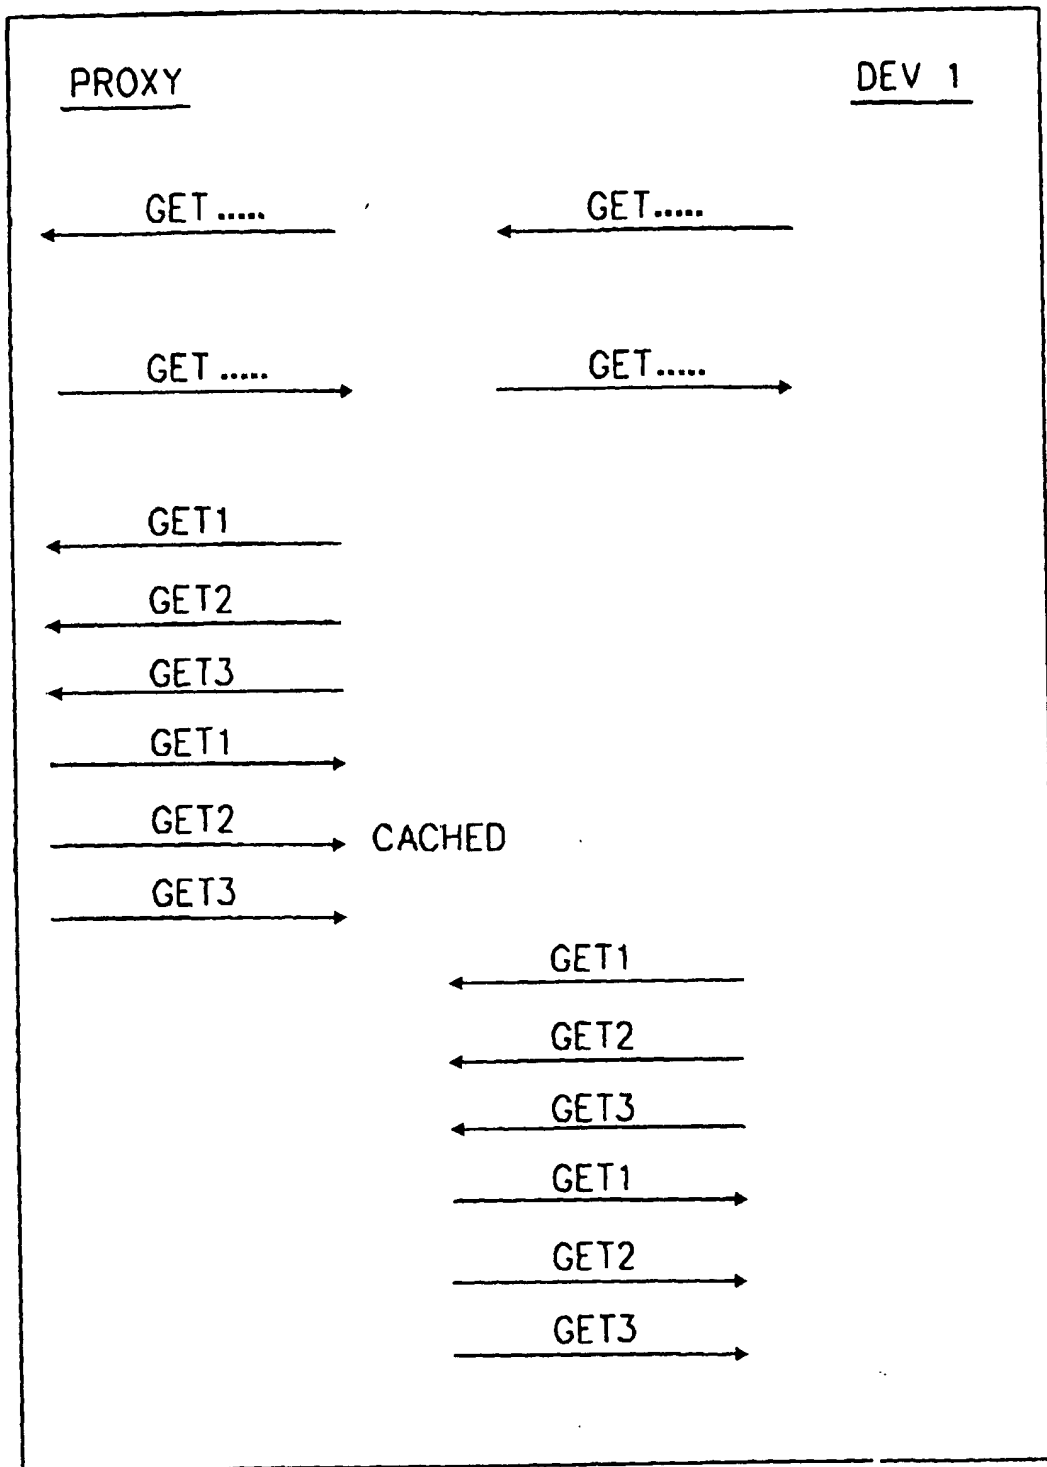 PROXY DEV 1
GET..... GET.....
GET..... GET.....
GET1
GET2
GET3
GET1
GET2 CACHED
GET3
GET1
GET2
GET3
GET1
GET2
GET3